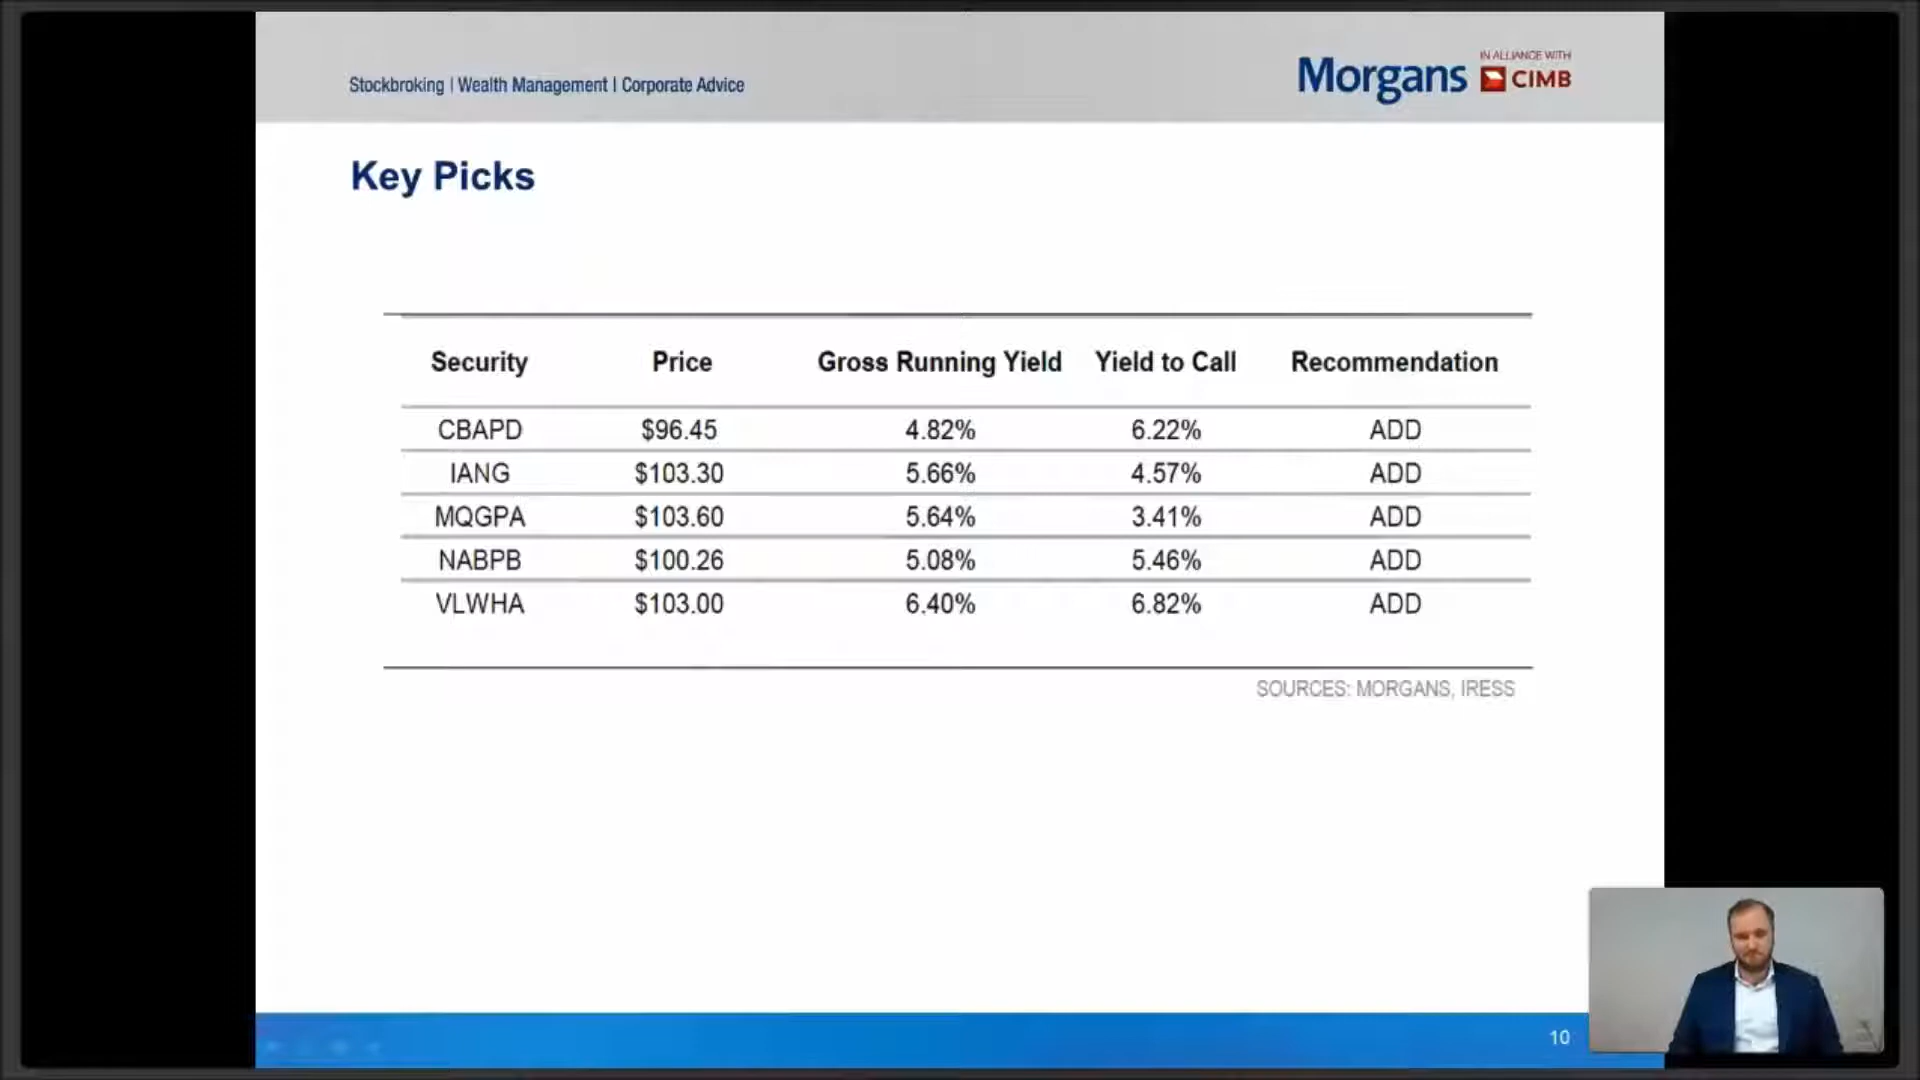 Stockbroking | Wealth Management | Corporate Advice
Morgans
IN ALLIANCE WITH
CIMB
Key Picks
Security Price Gross Running Yield Yield to Call Recommendation
CBAPD $96.45 4.82% 6.22% ADD
IANG $103.30 5.66% 4.57% ADD
MQGPA $103.60 5.64% 3.41% ADD
NABPB $100.26 5.08% 5.46% ADD
VLWHA $103.00 6.40% 6.82% ADD
SOURCES: MORGANS, IRESS
10